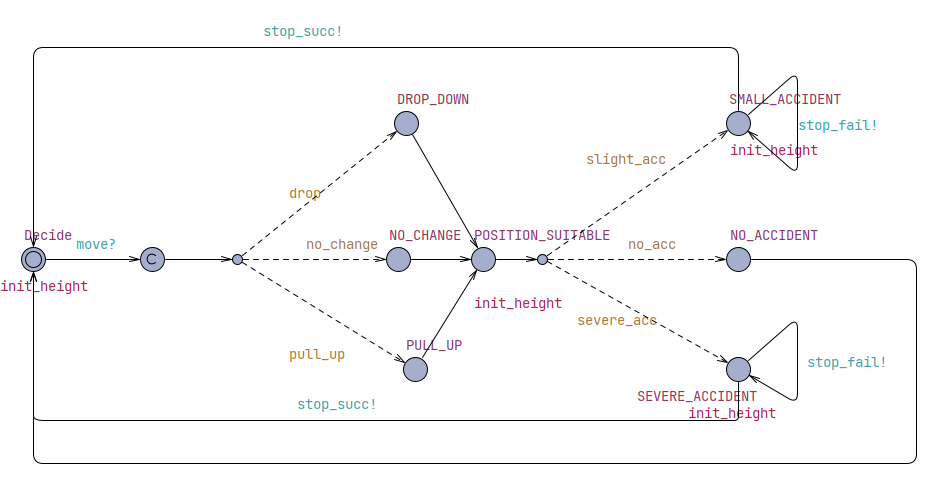 stop_succ!
DROP_DOWN
SMALL_ACCIDENT
stop_fail!
init_height
slight_acc
drop
Decide
move?
no_change
NO_CHANGE
POSITION_SUITABLE
no_acc
NO_ACCIDENT
C
init_height
init_height
severe_acc
PULL_UP
pull_up
stop_fail!
SEVERE_ACCIDENT
init_height
stop_succ!